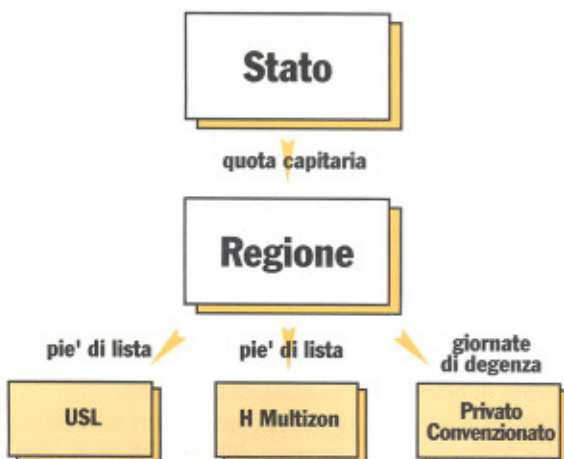 Stato
quota capitaria
Regione
pie' di lista
pie' di lista
giornate
di degenza
USL
H Multizon
Privato
Convenzionato